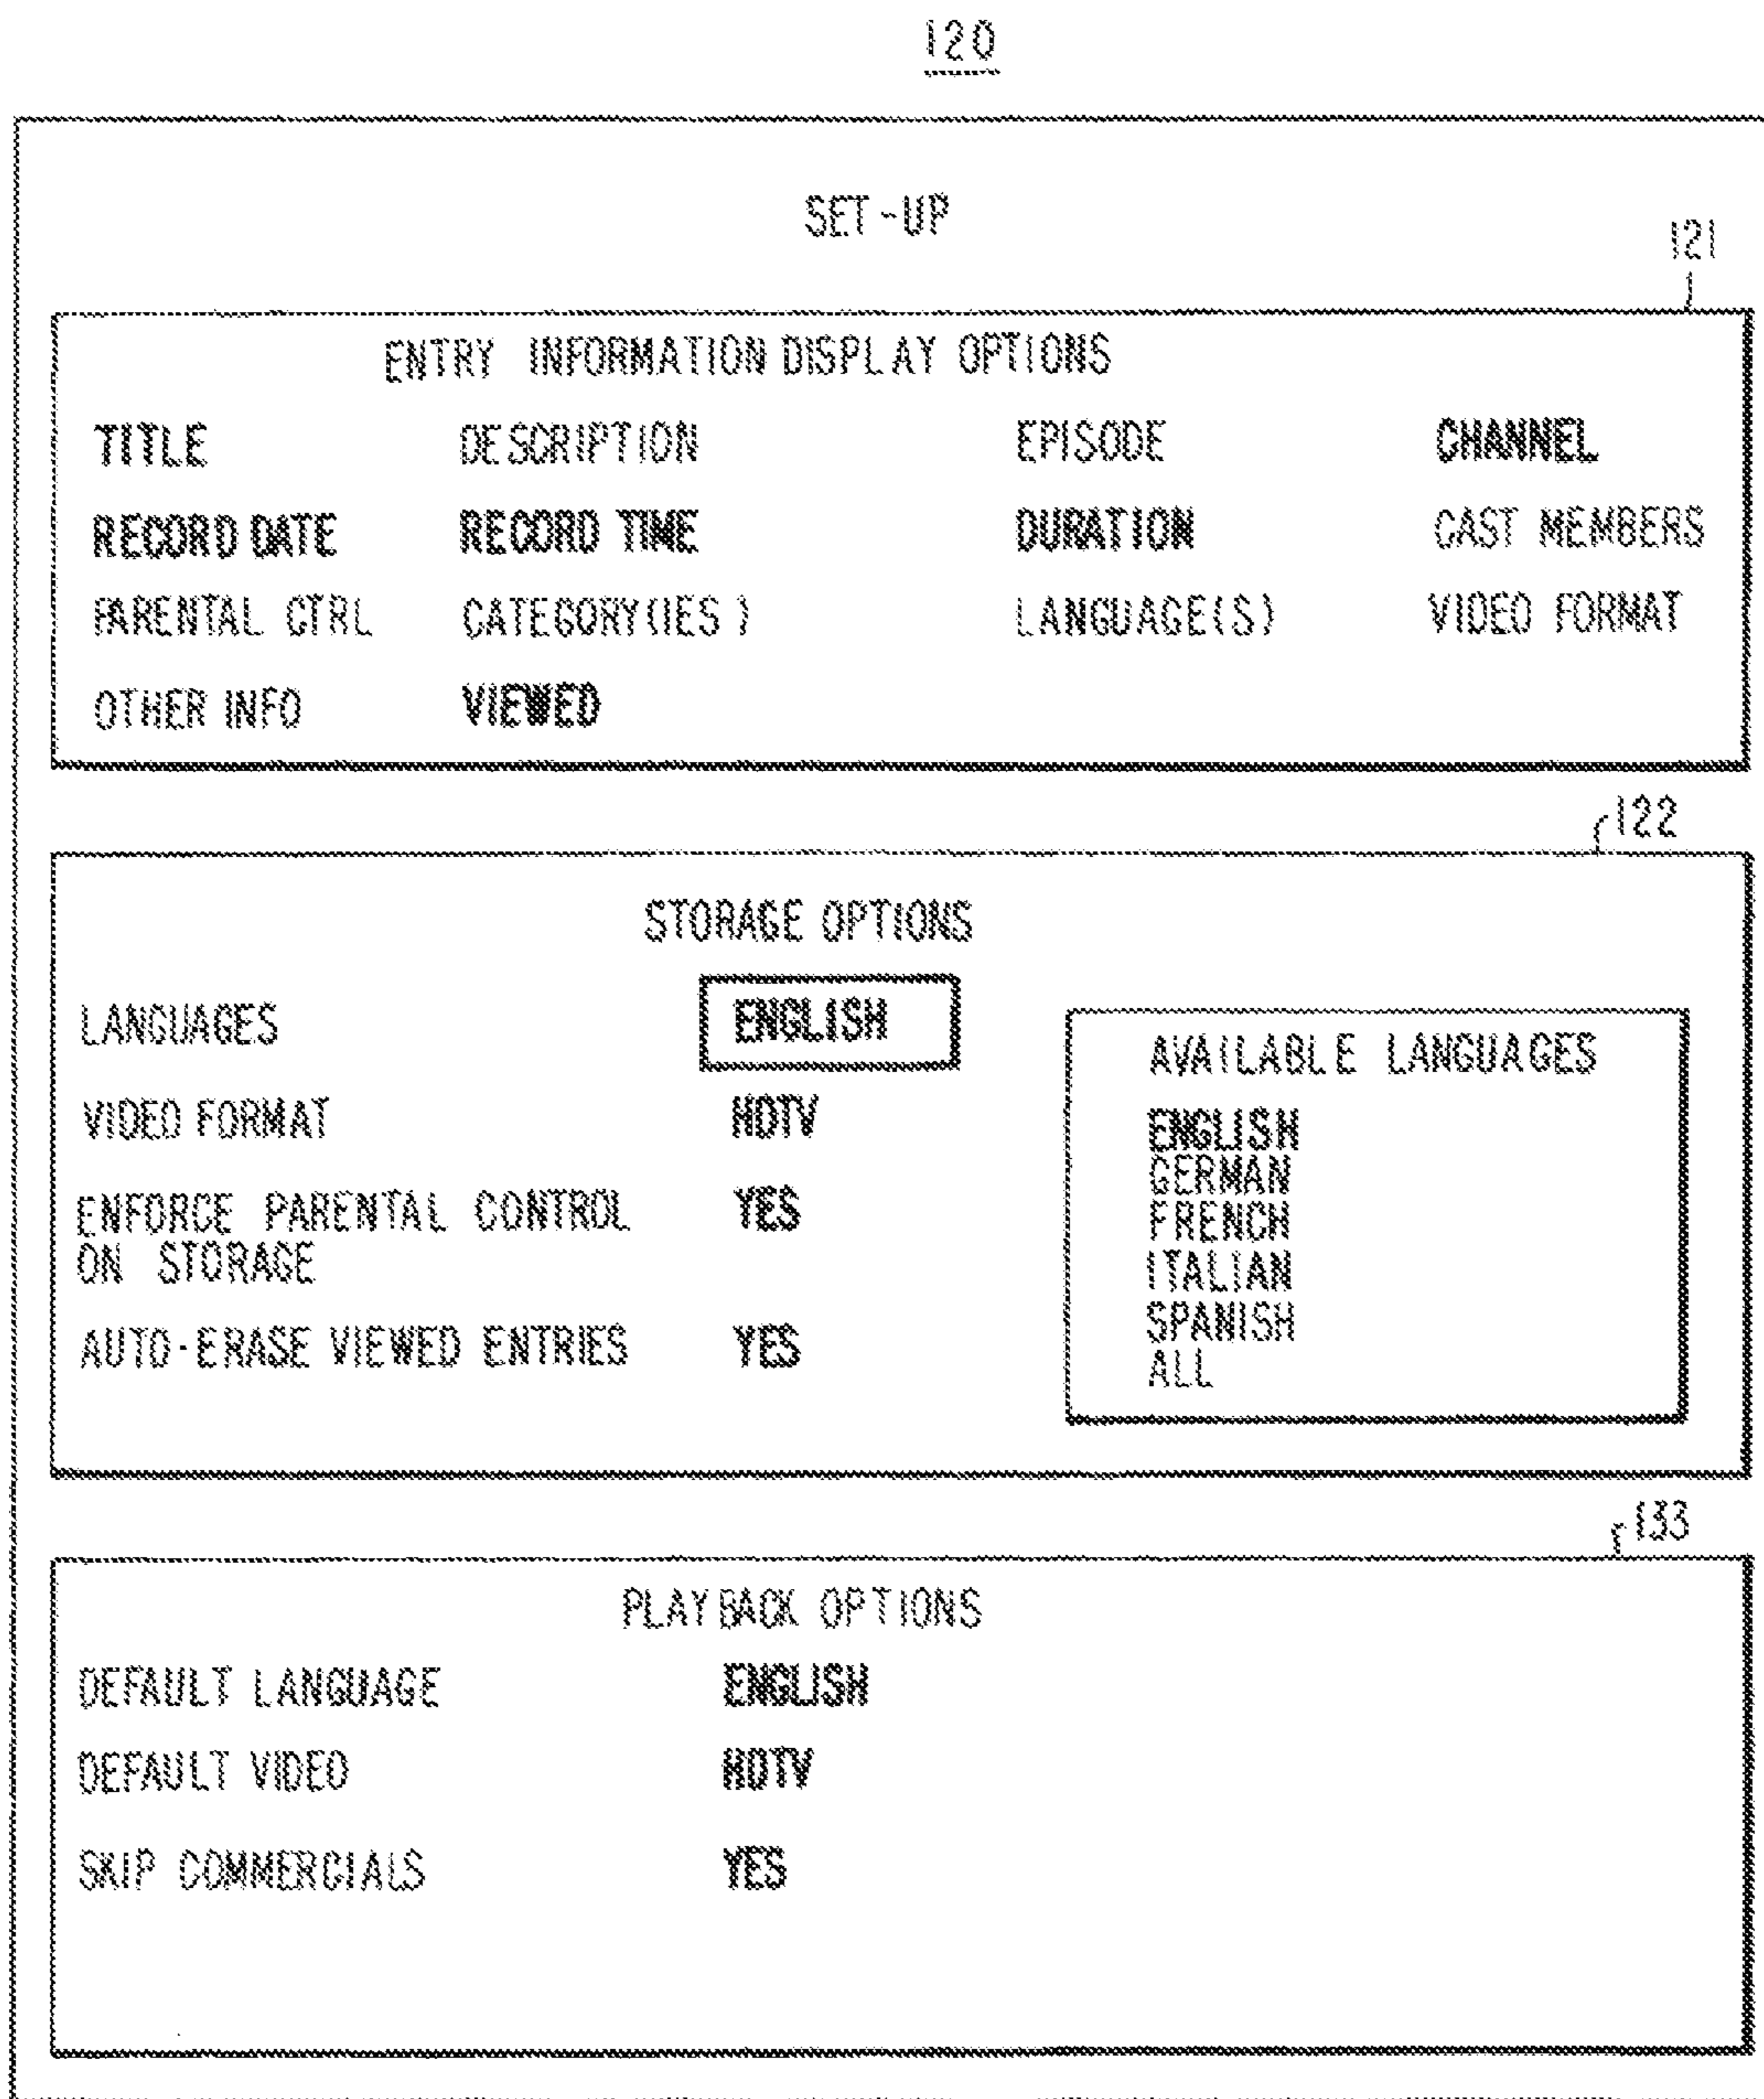 120
SET-UP
121
ENTRY INFORMATION DISPLAY OPTIONS
TITLE DESCRIPTION EPISODE CHANNEL
RECORD DATE RECORD TIME DURATION CAST MEMBERS
PARENTAL CTRL CATEGORY(IES) LANGUAGE(S) VIDEO FORMAT
OTHER INFO VIEWED
122
STORAGE OPTIONS
LANGUAGES ENGLISH
VIDEO FORMAT HDTV
ENFORCE PARENTAL CONTROL YES
ON STORAGE
AUTO-ERASE VIEWED ENTRIES YES
AVAILABLE LANGUAGES
ENGLISH
GERMAN
FRENCH
ITALIAN
SPANISH
ALL
133
PLAYBACK OPTIONS
DEFAULT LANGUAGE ENGLISH
DEFAULT VIDEO HDTV
SKIP COMMERCIALS YES